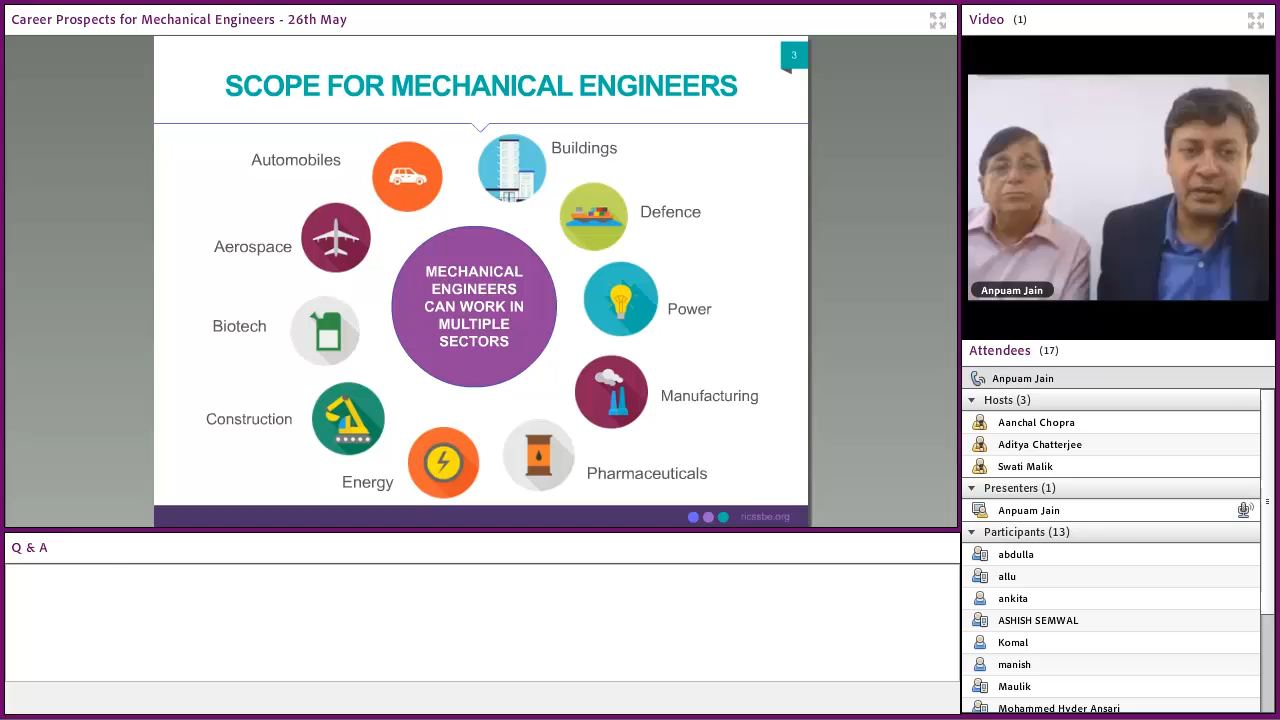 Career Prospects for Mechanical Engineers - 26th May
3
SCOPE FOR MECHANICAL ENGINEERS
Automobiles
Buildings
Defence
Aerospace
MECHANICAL
ENGINEERS
CAN WORK IN
MULTIPLE
SECTORS
Power
Biotech
Manufacturing
Construction
Pharmaceuticals
Energy
ricssbe.org
Q & A
Video (1)
Anpuam Jain
Attendees (17)
Anpuam Jain
Hosts (3)
Aanchal Chopra
Aditya Chatterjee
Swati Malik
Presenters (1)
Anpuam Jain
Participants (13)
abdulla
allu
ankita
ASHISH SEMWAL
Komal
manish
Maulik
Mohammed Hyder Ansari